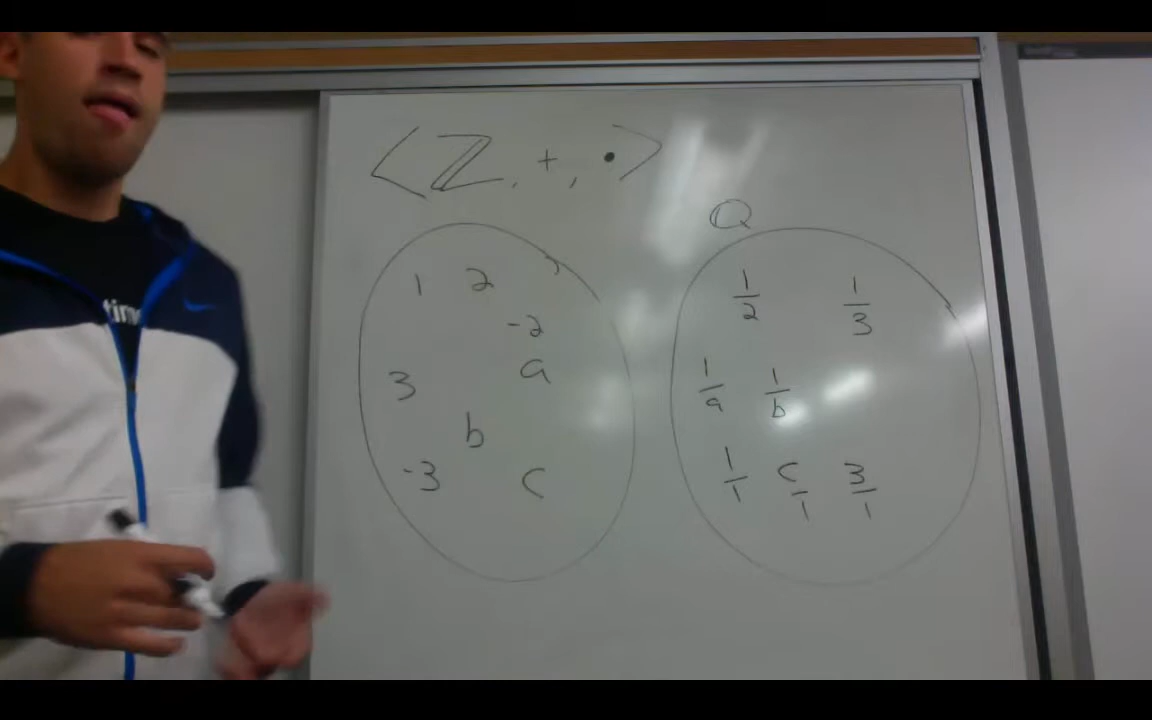 <ℤ, +, •>
Q
1 2
-2
3 a
b
-3 c
1/2 1/3
1/a 1/b
1/1 c/1 3/1